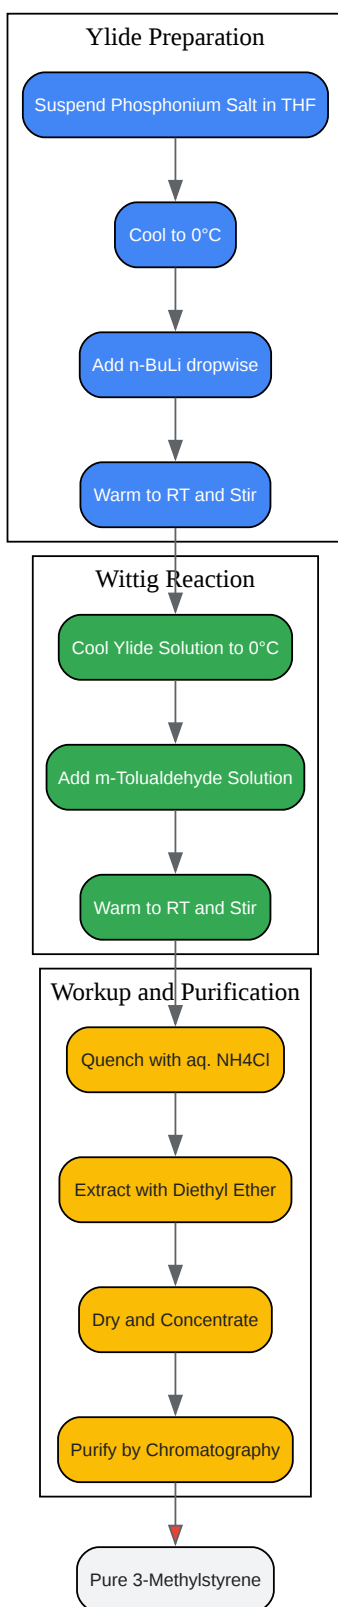 Ylide Preparation
Suspend Phosphonium Salt in THF
Cool to 0°C
Add n-BuLi dropwise
Warm to RT and Stir
Wittig Reaction
Cool Ylide Solution to 0°C
Add m-Tolualdehyde Solution
Warm to RT and Stir
Workup and Purification
Quench with aq. NH4Cl
Extract with Diethyl Ether
Dry and Concentrate
Purify by Chromatography
Pure 3-Methylstyrene